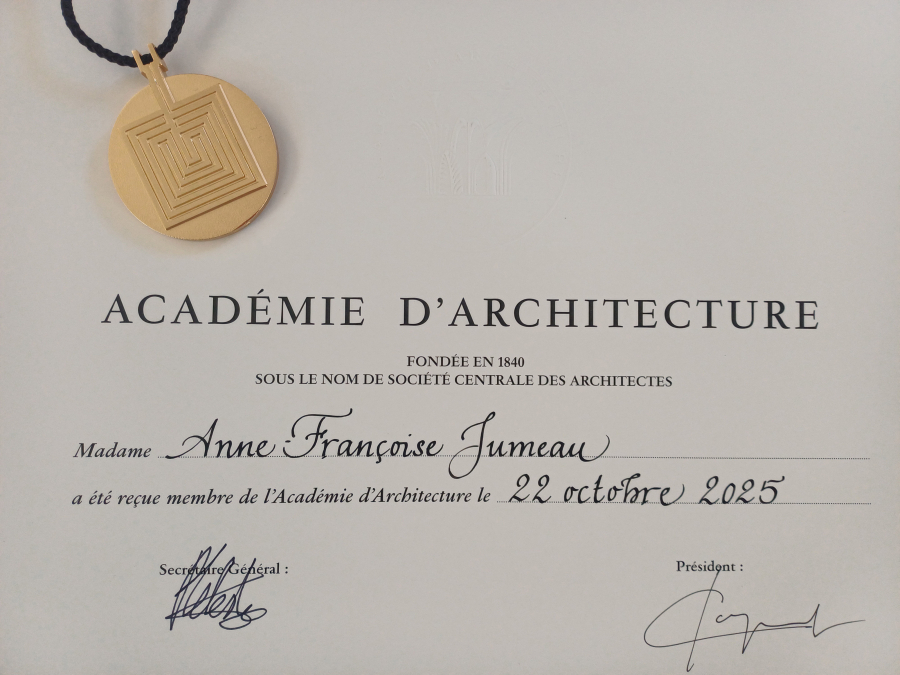 ACADÉMIE D'ARCHITECTURE
FONDÉE EN 1840
SOUS LE NOM DE SOCIÉTÉ CENTRALE DES ARCHITECTES
Madame Anne-Françoise Jumeau
a été reçue membre de l'Académie d'Architecture le 22 octobre 2025
Secrétaire Général : Président :